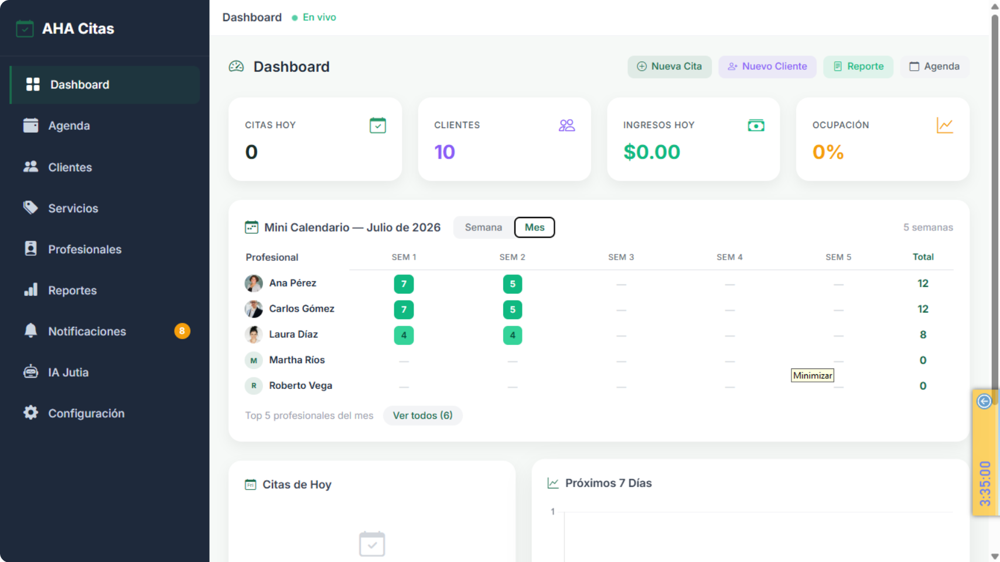 AHA Citas
Dashboard
Agenda
Clientes
Servicios
Profesionales
Reportes
Notificaciones 8
IA Jutia
Configuración
Dashboard En vivo
Dashboard
Nueva Cita Nuevo Cliente Reporte Agenda
CITAS HOY
0
CLIENTES
10
INGRESOS HOY
$0.00
OCUPACIÓN
0%
Mini Calendario — Julio de 2026 Semana Mes 5 semanas
Profesional SEM 1 SEM 2 SEM 3 SEM 4 SEM 5 Total
Ana Pérez 7 5 — — — 12
Carlos Gómez 7 5 — — — 12
Laura Díaz 4 4 — — — 8
M Martha Ríos — — — — — 0
R Roberto Vega — — — — — 0
Minimizar
Top 5 profesionales del mes Ver todos (6)
Fri Citas de Hoy
Próximos 7 Días
1
3:35:00